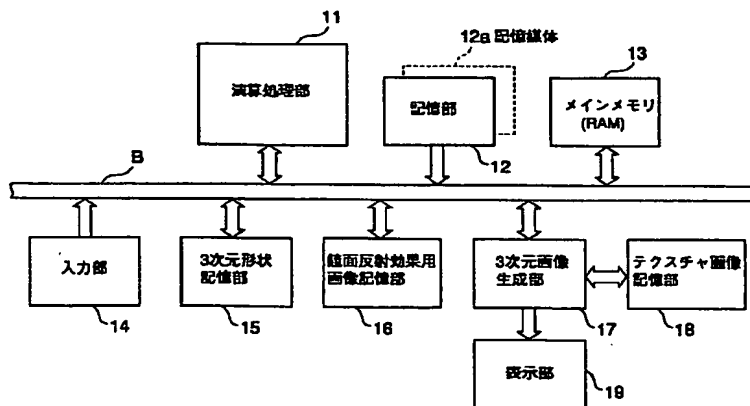 11
12a 記憶媒体
13
演算処理部
記憶部
メインメモリ
(RAM)
12
B
入力部
3次元形状
記憶部
鏡面反射効果用
画像記憶部
3次元画像
生成部
テクスチャ画像
記憶部
14
15
16
17
18
表示部
19